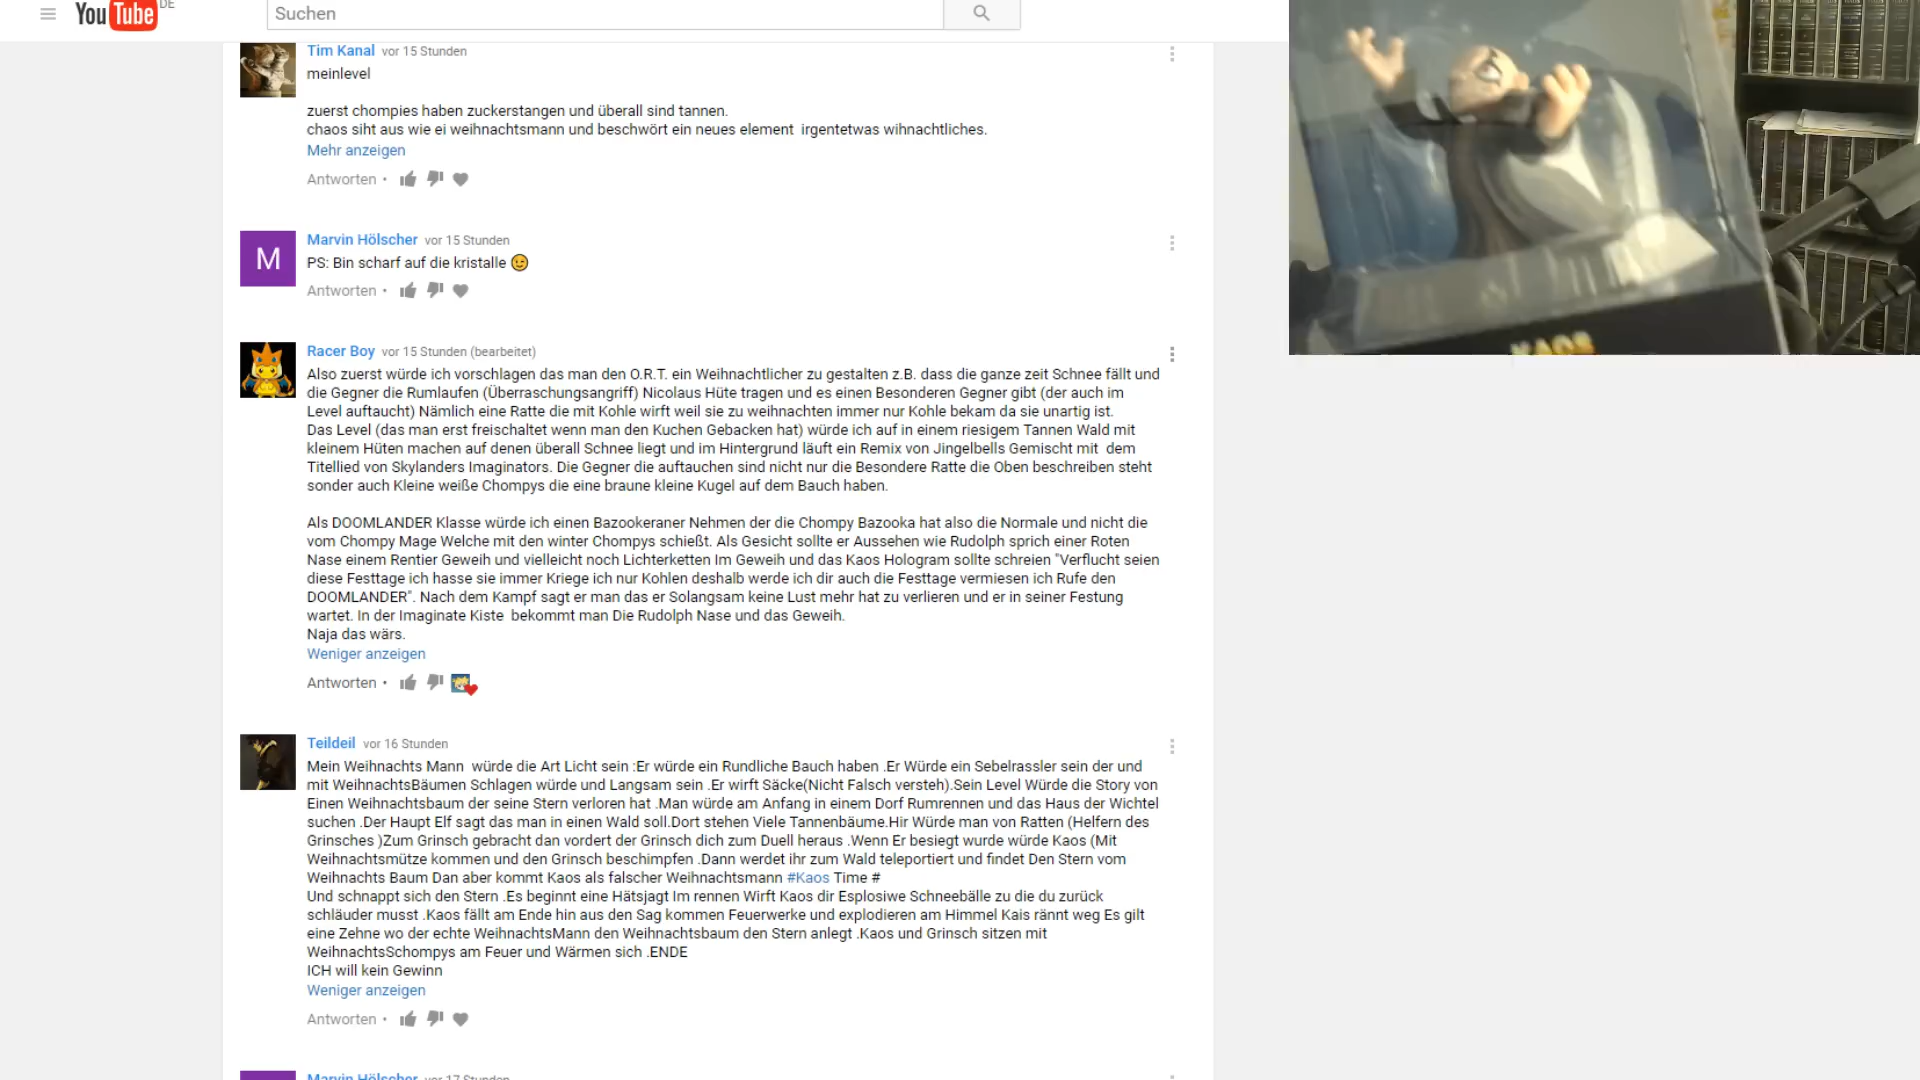 YouTube DE
Suchen
Tim Kanal vor 15 Stunden
meinlevel
zuerst chompies haben zuckerstangen und überall sind tannen.
chaos siht aus wie ei weihnachtsmann und beschwört ein neues element irgentetwas wihnachtliches.
Mehr anzeigen
Antworten •
M
Marvin Hölscher vor 15 Stunden
PS: Bin scharf auf die kristalle 😉
Antworten •
Racer Boy vor 15 Stunden (bearbeitet)
Also zuerst würde ich vorschlagen das man den O.R.T. ein Weihnachtlicher zu gestalten z.B. dass die ganze zeit Schnee fällt und
die Gegner die Rumlaufen (Überraschungsangriff) Nicolaus Hüte tragen und es einen Besonderen Gegner gibt (der auch im
Level auftaucht) Nämlich eine Ratte die mit Kohle wirft weil sie zu weihnachten immer nur Kohle bekam da sie unartig ist.
Das Level (das man erst freischaltet wenn man den Kuchen Gebacken hat) würde ich auf in einem riesigem Tannen Wald mit
kleinem Hüten machen auf denen überall Schnee liegt und im Hintergrund läuft ein Remix von Jingelbells Gemischt mit dem
Titellied von Skylanders Imaginators. Die Gegner die auftauchen sind nicht nur die Besondere Ratte die Oben beschreiben steht
sonder auch Kleine weiße Chompys die eine braune kleine Kugel auf dem Bauch haben.
Als DOOMLANDER Klasse würde ich einen Bazookeraner Nehmen der die Chompy Bazooka hat also die Normale und nicht die
vom Chompy Mage Welche mit den winter Chompys schießt. Als Gesicht sollte er Aussehen wie Rudolph sprich einer Roten
Nase einem Rentier Geweih und vielleicht noch Lichterketten Im Geweih und das Kaos Hologram sollte schreien "Verflucht seien
diese Festtage ich hasse sie immer Kriege ich nur Kohlen deshalb werde ich dir auch die Festtage vermiesen ich Rufe den
DOOMLANDER". Nach dem Kampf sagt er man das er Solangsam keine Lust mehr hat zu verlieren und er in seiner Festung
wartet. In der Imaginate Kiste bekommt man Die Rudolph Nase und das Geweih.
Naja das wärs.
Weniger anzeigen
Antworten •
Teildeil vor 16 Stunden
Mein Weihnachts Mann würde die Art Licht sein :Er würde ein Rundliche Bauch haben .Er Würde ein Sebelrassler sein der und
mit WeihnachtsBäumen Schlagen würde und Langsam sein .Er wirft Säcke(Nicht Falsch versteh).Sein Level Würde die Story von
Einen Weihnachtsbaum der seine Stern verloren hat .Man würde am Anfang in einem Dorf Rumrennen und das Haus der Wichtel
suchen .Der Haupt Elf sagt das man in einen Wald soll.Dort stehen Viele Tannenbäume.Hir Würde man von Ratten (Helfern des
Grinsches )Zum Grinsch gebracht dan vordert der Grinsch dich zum Duell heraus .Wenn Er besiegt wurde würde Kaos (Mit
Weihnachtsmütze kommen und den Grinsch beschimpfen .Dann werdet ihr zum Wald teleportiert und findet Den Stern vom
Weihnachts Baum Dan aber kommt Kaos als falscher Weihnachtsmann #Kaos Time #
Und schnappt sich den Stern .Es beginnt eine Hätsjagt Im rennen Wirft Kaos dir Esplosiwe Schneebälle zu die du zurück
schläuder musst .Kaos fällt am Ende hin aus den Sag kommen Feuerwerke und explodieren am Himmel Kais rännt weg Es gilt
eine Zehne wo der echte WeihnachtsMann den Weihnachtsbaum den Stern anlegt .Kaos und Grinsch sitzen mit
WeihnachtsSchompys am Feuer und Wärmen sich .ENDE
ICH will kein Gewinn
Weniger anzeigen
Antworten •
Marvin Hölscher vor 17 Stunden
KAOS